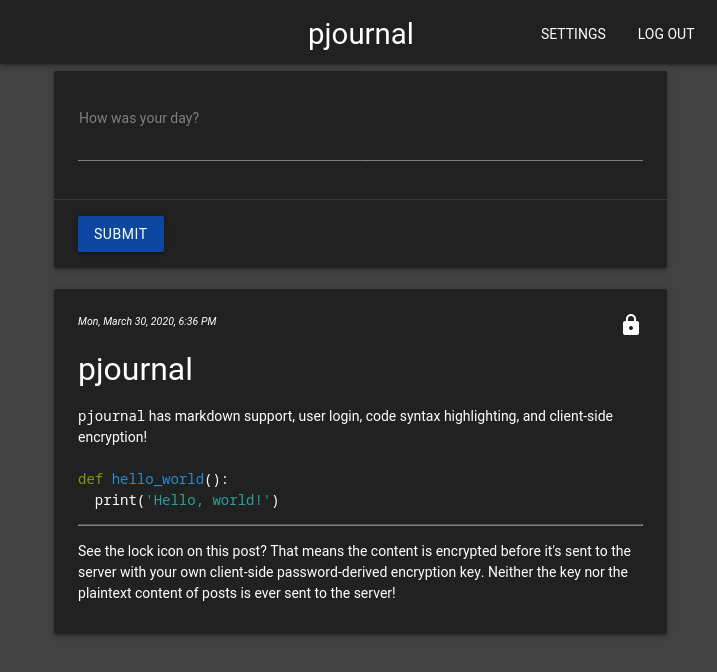 pjournal
SETTINGS
LOG OUT
How was your day?
SUBMIT
Mon, March 30, 2020, 6:36 PM
pjournal
pjournal has markdown support, user login, code syntax highlighting, and client-side
encryption!
def hello_world():
  print('Hello, world!')
See the lock icon on this post? That means the content is encrypted before it's sent to the
server with your own client-side password-derived encryption key. Neither the key nor the
plaintext content of posts is ever sent to the server!